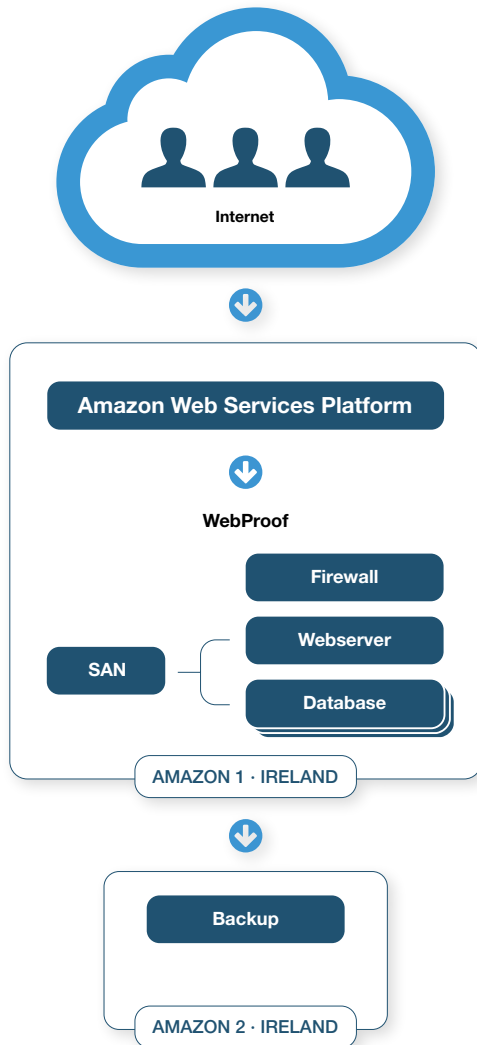 Internet
Amazon Web Services Platform
WebProof
Firewall
Webserver
SAN
Database
AMAZON 1 · IRELAND
Backup
AMAZON 2 · IRELAND